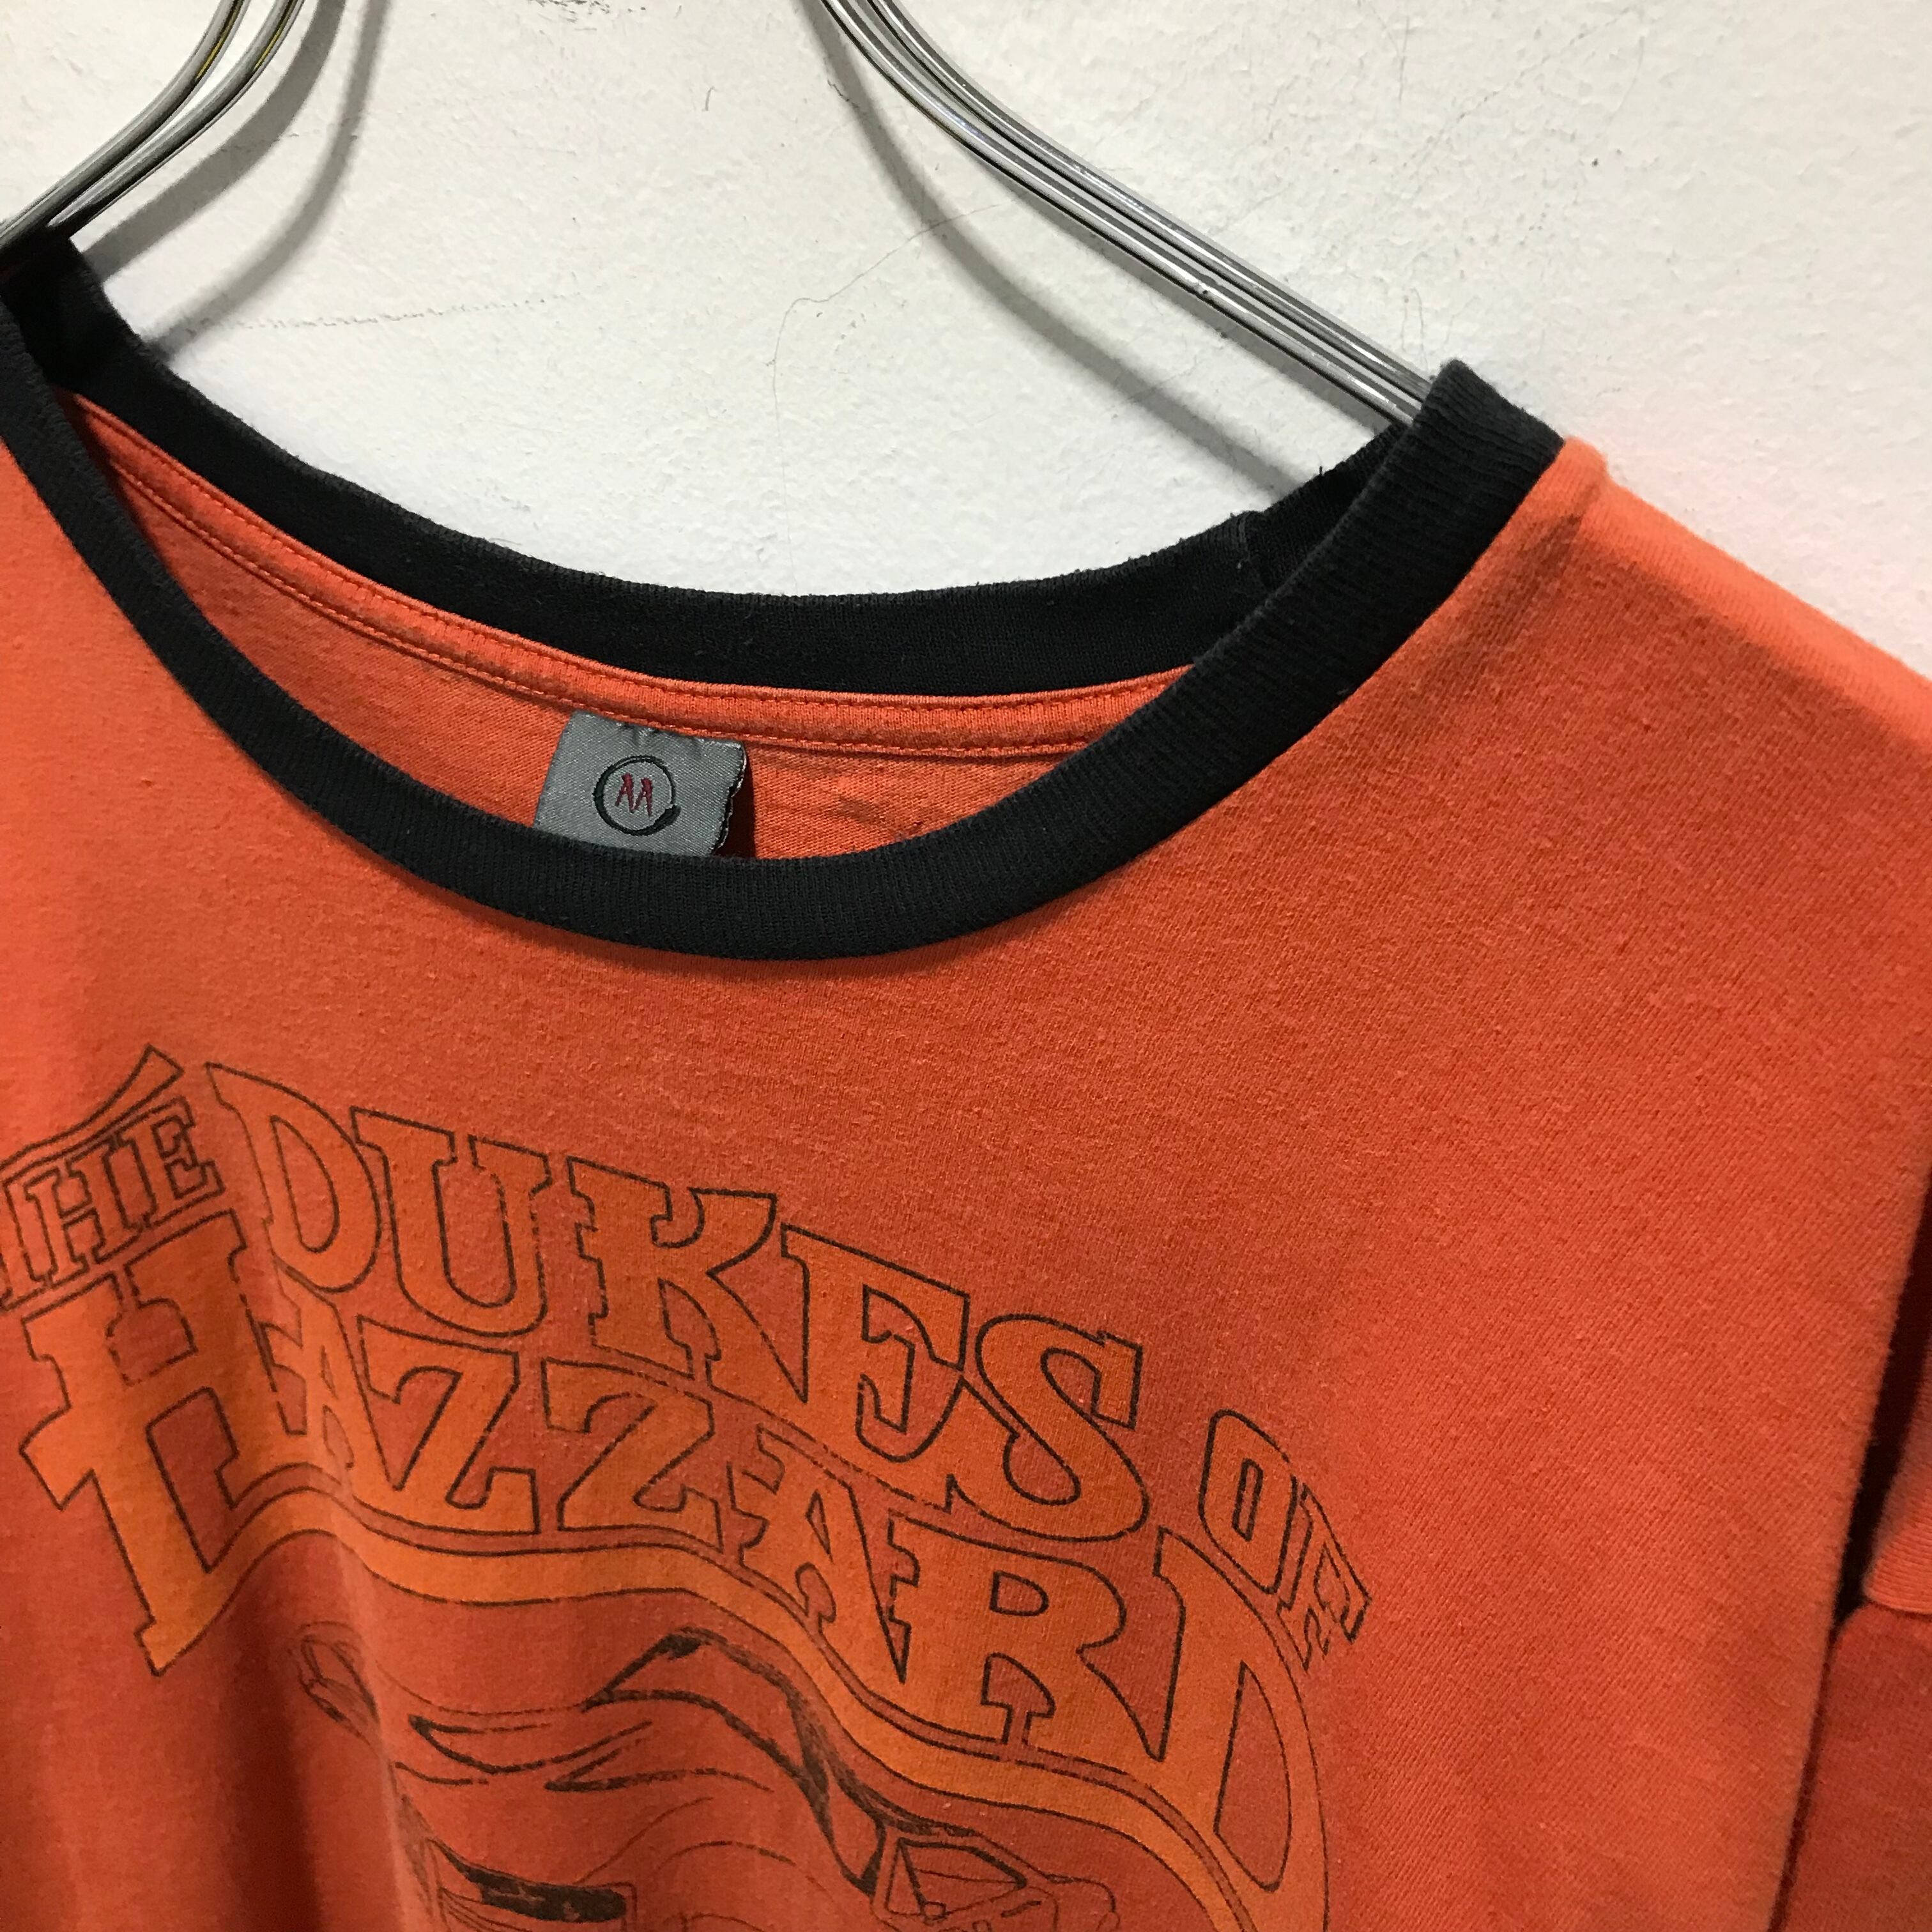 THE DUKES OF
HAZZARD